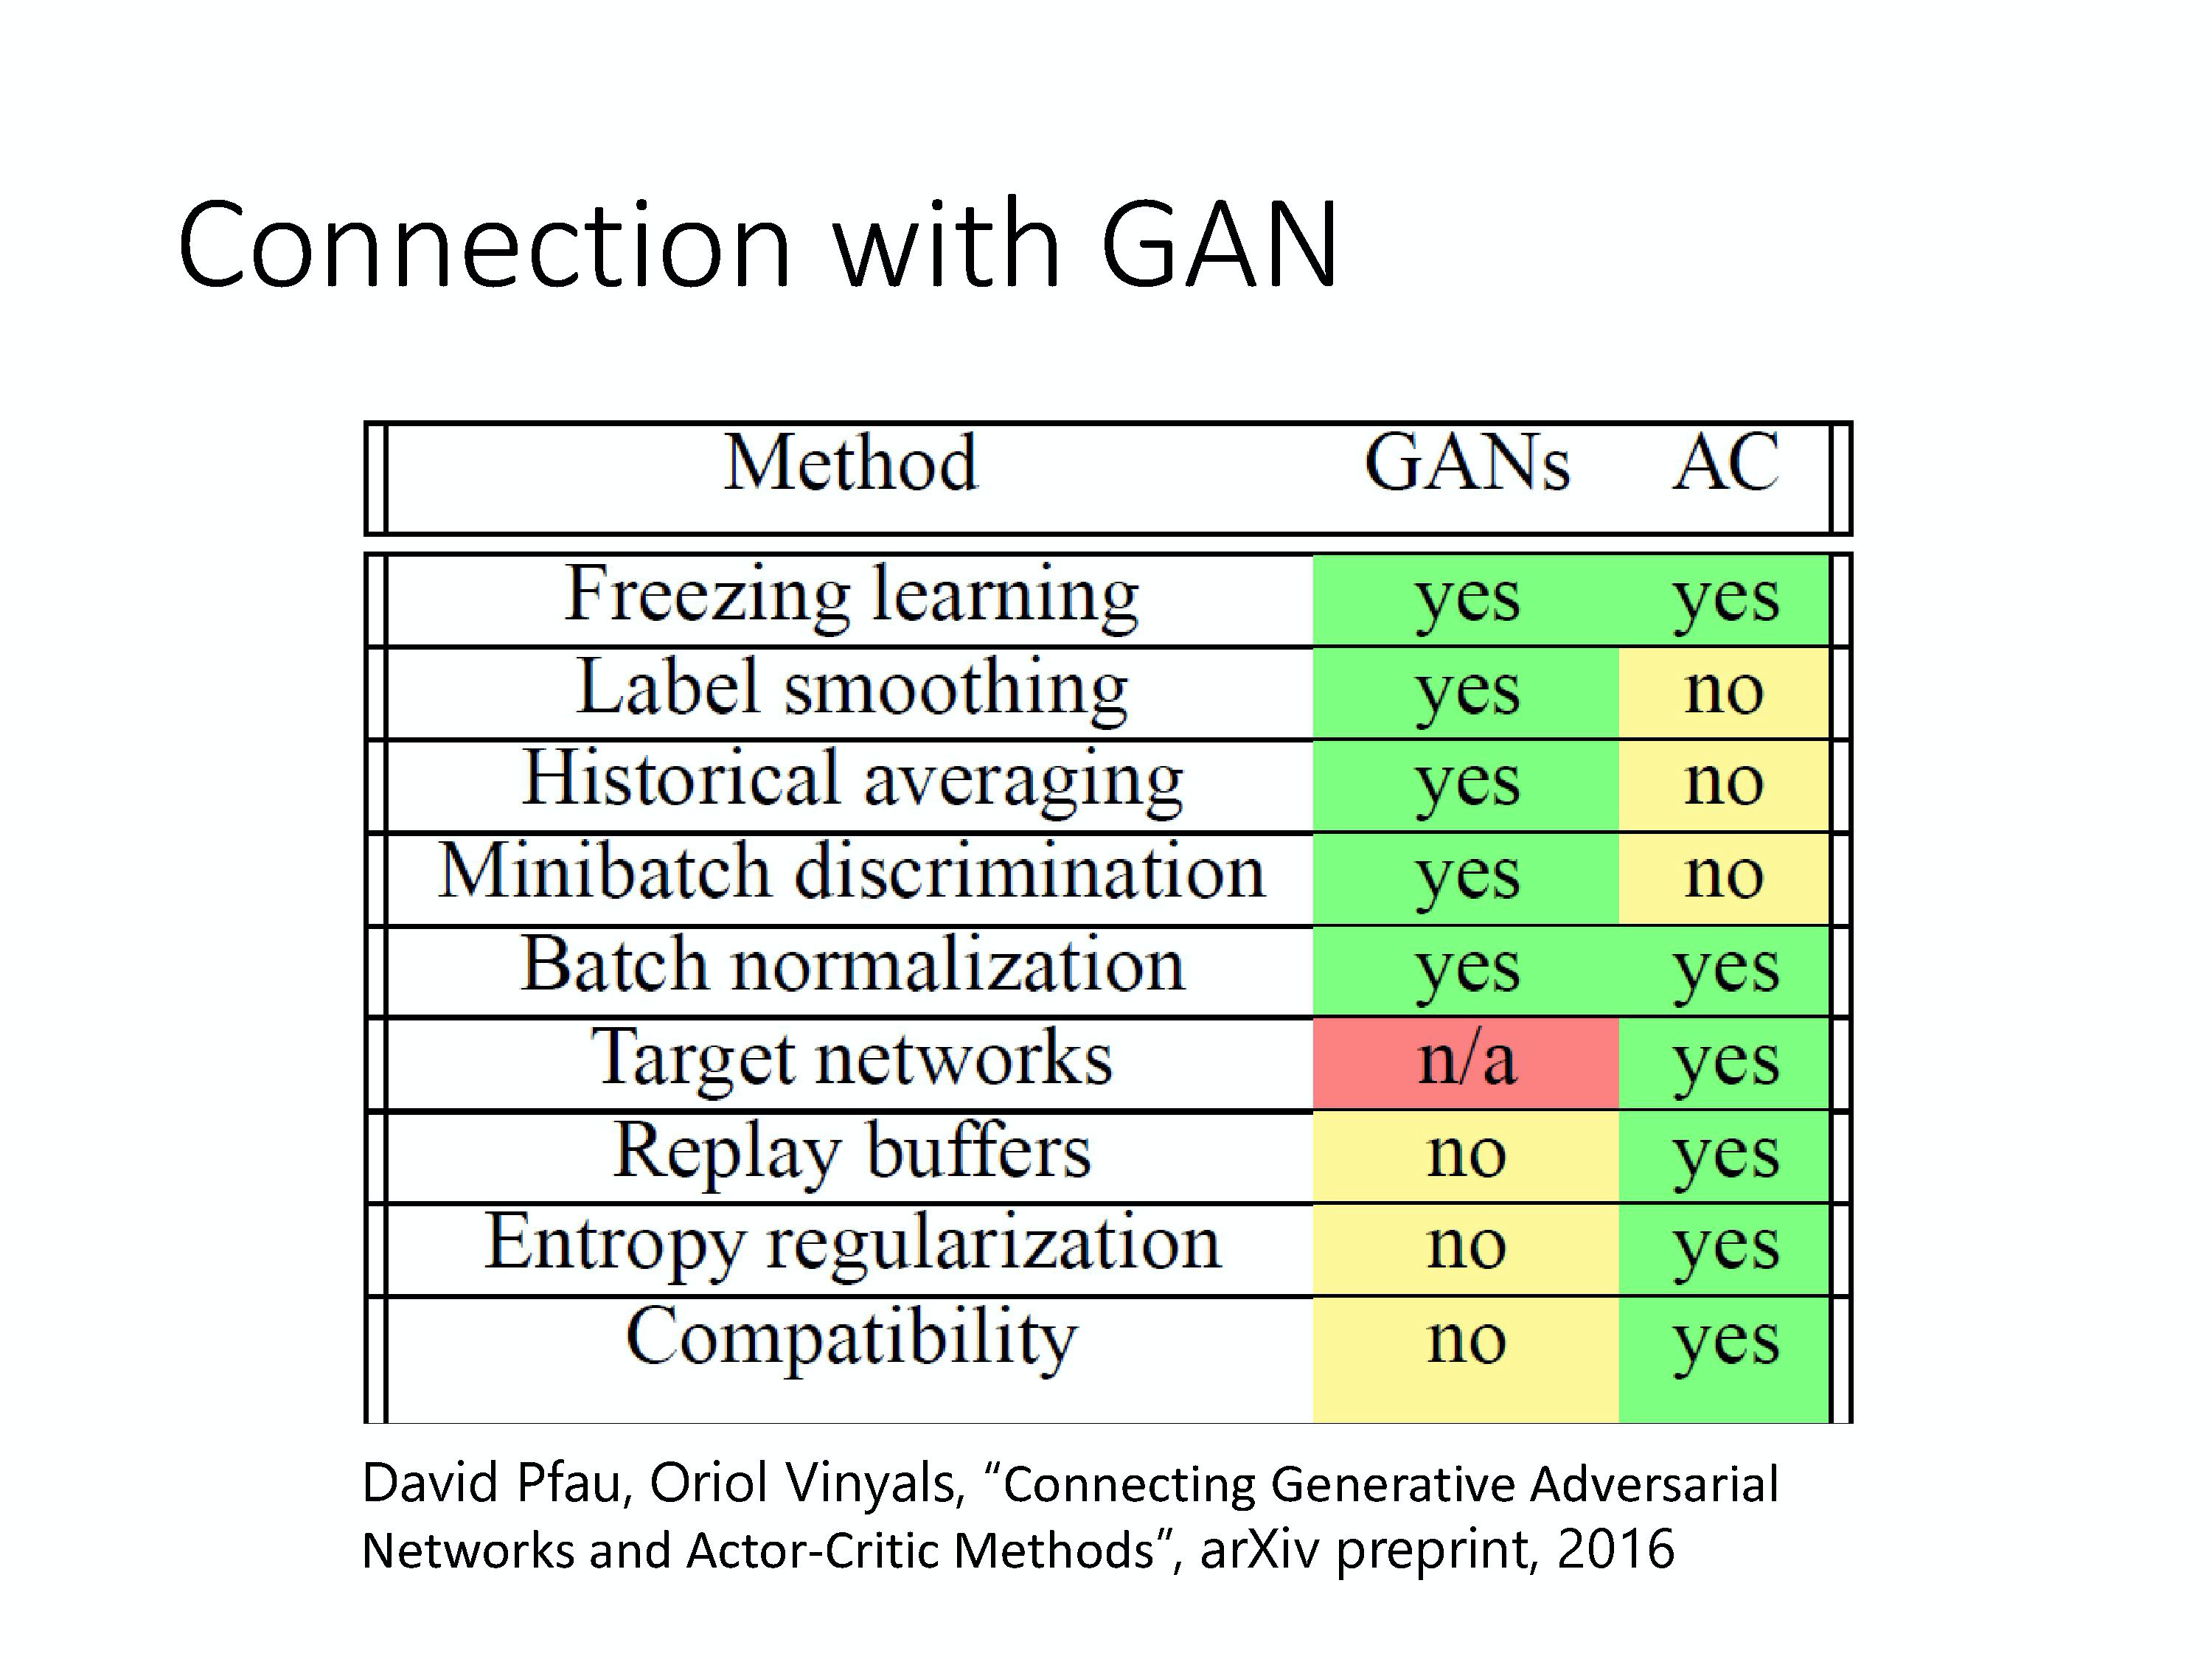 Connection with GAN
Method GANs AC
Freezing learning yes yes
Label smoothing yes no
Historical averaging yes no
Minibatch discrimination yes no
Batch normalization yes yes
Target networks n/a yes
Replay buffers no yes
Entropy regularization no yes
Compatibility no yes
David Pfau, Oriol Vinyals, “Connecting Generative Adversarial
Networks and Actor-Critic Methods”, arXiv preprint, 2016